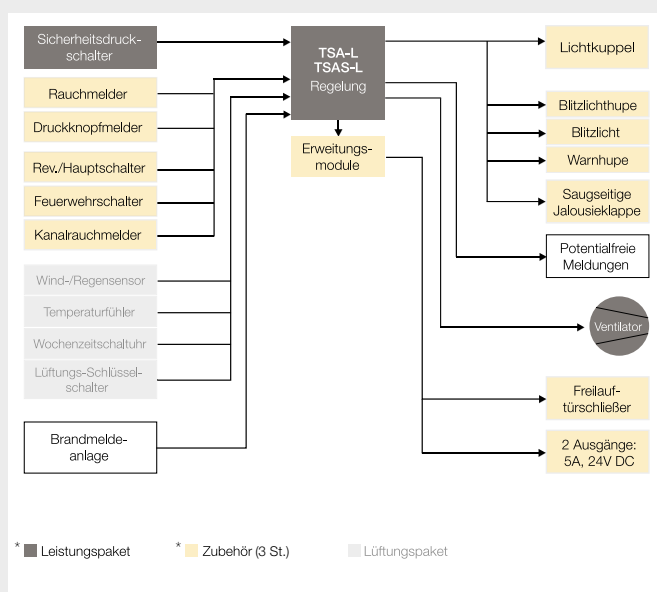 Sicherheitsdruck-
schalter
Rauchmelder
Druckknopfmelder
Rev./Hauptschalter
Feuerwehrschalter
Kanalrauchmelder
Wind-/Regensensor
Temperaturfühler
Wochenzeitschaltuhr
Lüftungs-Schlüssel-
schalter
Brandmelde-
anlage
TSA-L
TSAS-L
Regelung
Erweitungs-
module
Lichtkuppel
Blitzlichthupe
Blitzlicht
Warnhupe
Saugseitige
Jalousieklappe
Potentialfreie
Meldungen
Ventilator
Freilauf-
türschließer
2 Ausgänge:
5A, 24V DC
* Leistungspaket
* Zubehör (3 St.)
Lüftungspaket